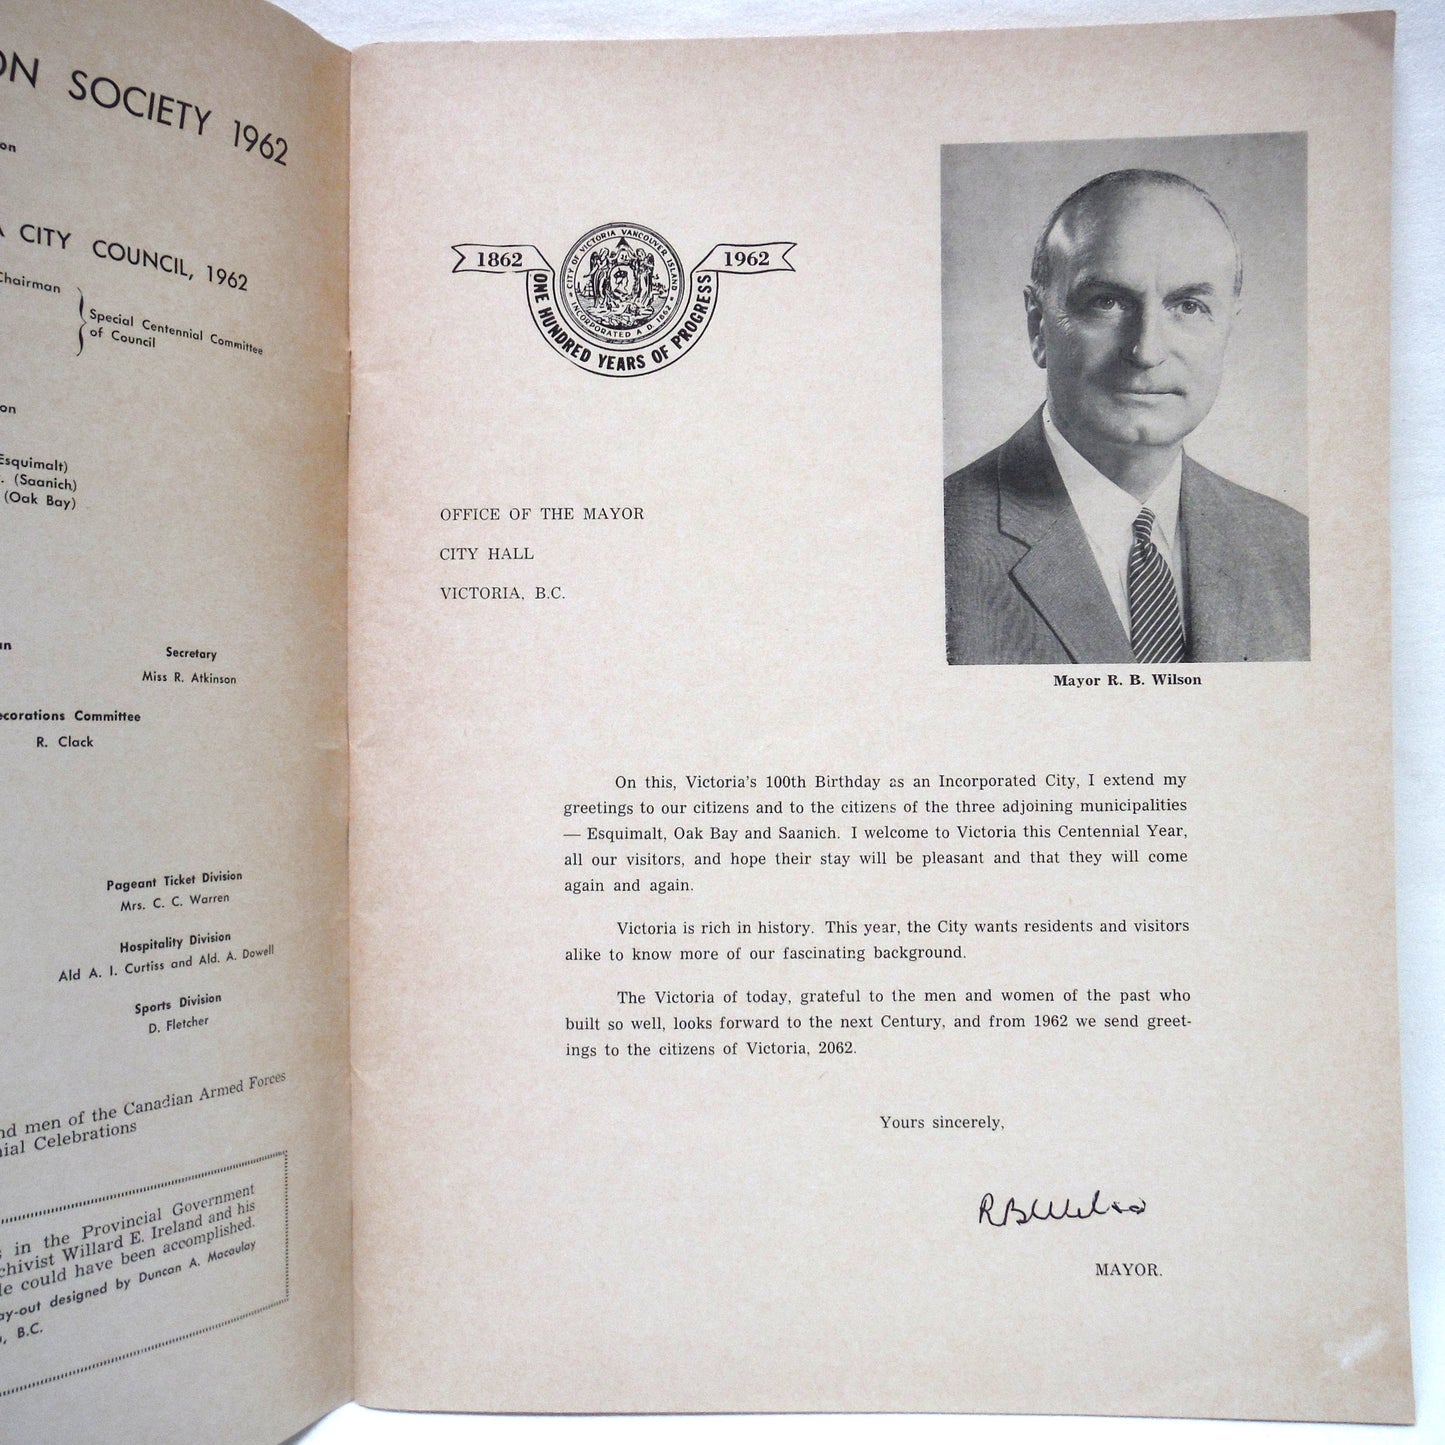 ON SOCIETY 1962
on
A CITY COUNCIL, 1962
Chairman
Special Centennial Committee
of Council
on
Esquimalt)
. (Saanich)
(Oak Bay)
an
Secretary
Miss R. Atkinson
ecorations Committee
R. Clack
Pageant Ticket Division
Mrs. C. C. Warren
Hospitality Division
Ald A. I. Curtiss and Ald. A. Dowell
Sports Division
D. Fletcher
nd men of the Canadian Armed Forces
nial Celebrations
s in the Provincial Government
chivist Willard E. Ireland and his
le could have been accomplished.
ay-out designed by Duncan A. Macaulay
, B.C.
1862
1962
CITY OF VICTORIA VANCOUVER ISLAND
INCORPORATED A.D. 1862
ONE HUNDRED YEARS OF PROGRESS
OFFICE OF THE MAYOR
CITY HALL
VICTORIA, B.C.
Mayor R. B. Wilson
On this, Victoria's 100th Birthday as an Incorporated City, I extend my
greetings to our citizens and to the citizens of the three adjoining municipalities
— Esquimalt, Oak Bay and Saanich. I welcome to Victoria this Centennial Year,
all our visitors, and hope their stay will be pleasant and that they will come
again and again.
Victoria is rich in history. This year, the City wants residents and visitors
alike to know more of our fascinating background.
The Victoria of today, grateful to the men and women of the past who
built so well, looks forward to the next Century, and from 1962 we send greet-
ings to the citizens of Victoria, 2062.
Yours sincerely,
RBWilson
MAYOR.